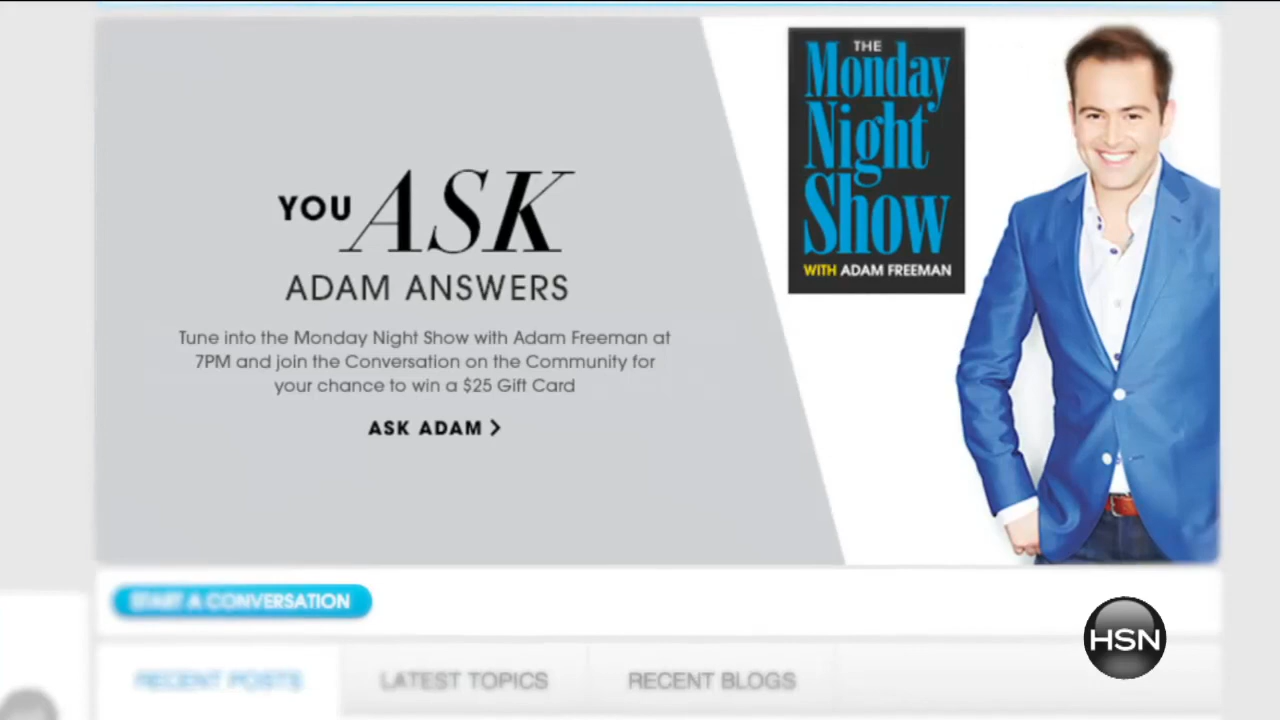 THE
Monday
Night
Show
WITH ADAM FREEMAN
YOU ASK
ADAM ANSWERS
Tune into the Monday Night Show with Adam Freeman at
7PM and join the Conversation on the Community for
your chance to win a $25 Gift Card
ASK ADAM >
START A CONVERSATION
HSN
RECENT POSTS
LATEST TOPICS
RECENT BLOGS